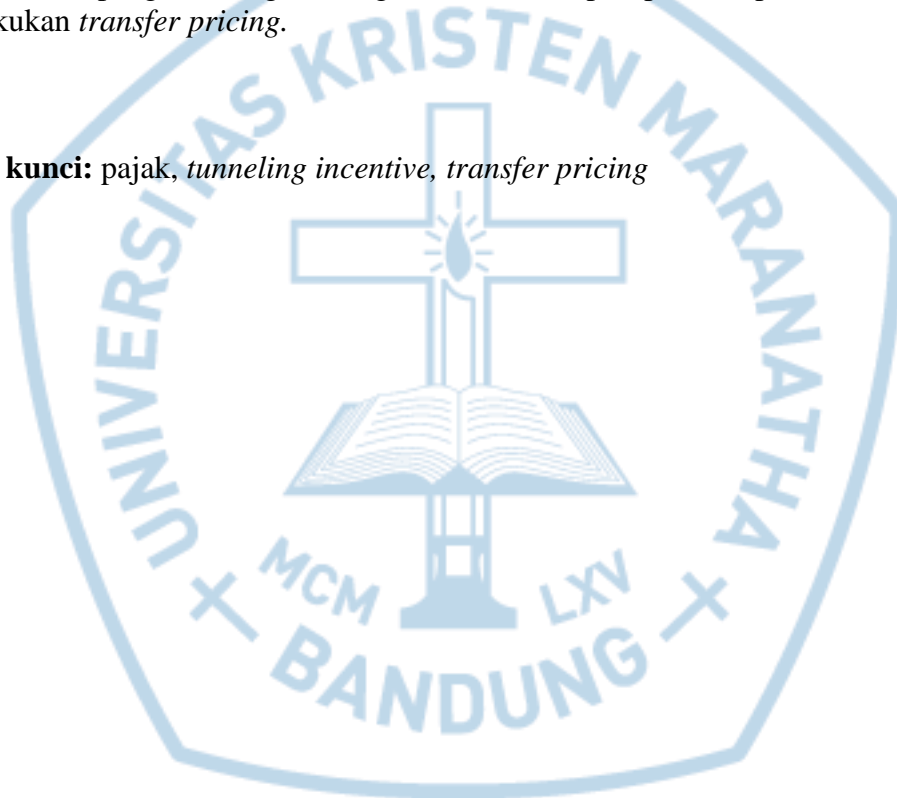 kukan transfer pricing.
kunci: pajak, tunneling incentive, transfer pricing
UNIVERSITAS KRISTEN MARANATHA
MCM LXV
BANDUNG